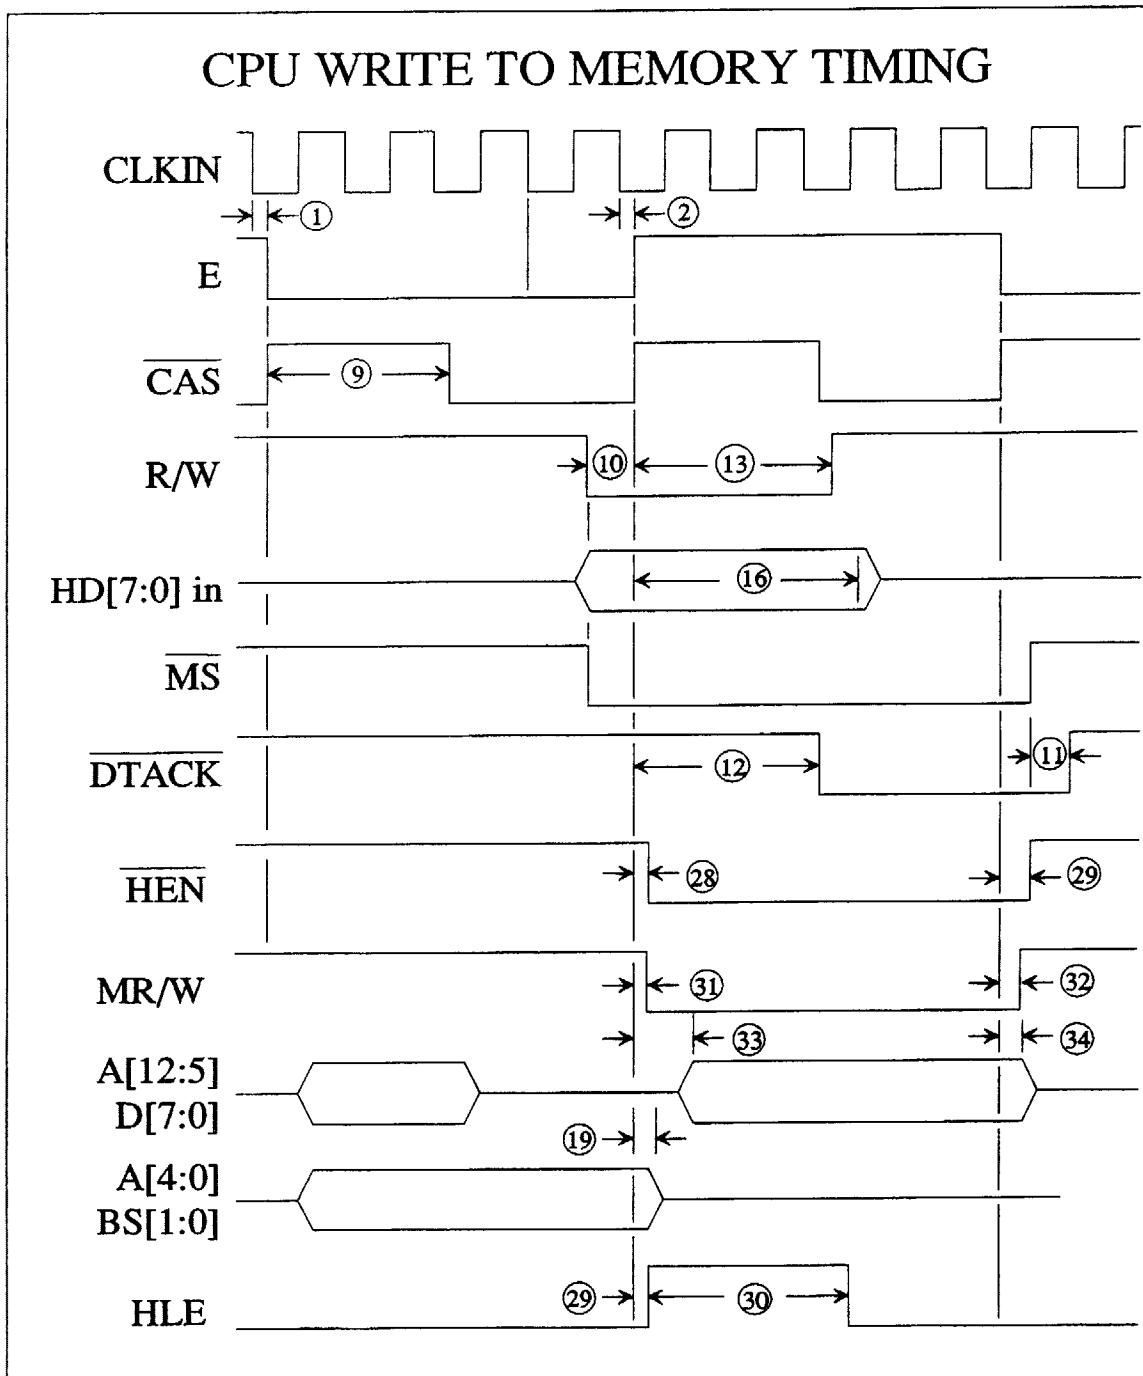 CPU WRITE TO MEMORY TIMING
CLKIN
1
2
E
CAS
9
R/W
10
13
HD[7:0] in
16
MS
DTACK
12
11
HEN
28
29
MR/W
31
32
33
34
A[12:5]
D[7:0]
19
A[4:0]
BS[1:0]
HLE
29
30